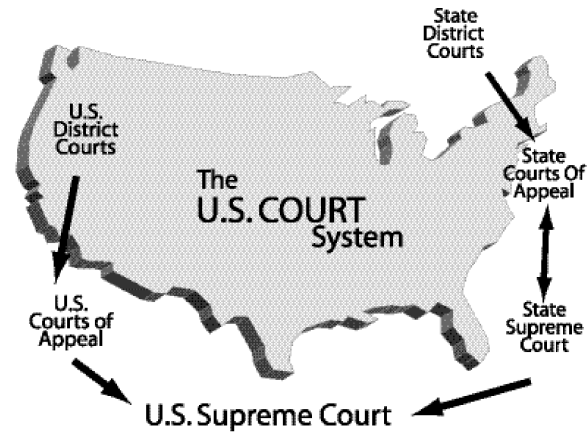 State
District
Courts
U.S.
District
Courts
State
Courts Of
Appeal
The
U.S. COURT
System
U.S.
Courts of
Appeal
State
Supreme
Court
U.S. Supreme Court